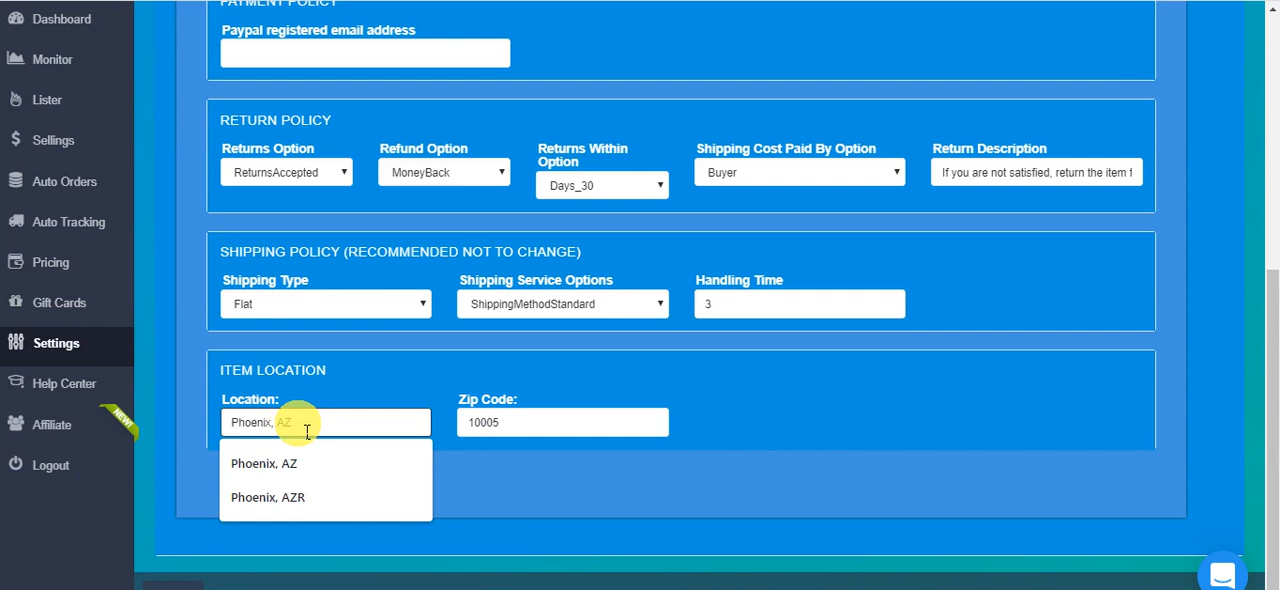 Dashboard
Monitor
Lister
Sellings
Auto Orders
Auto Tracking
Pricing
Gift Cards
Settings
Help Center
Affiliate
NEW!
Logout
PAYMENT POLICY
Paypal registered email address
RETURN POLICY
Returns Option
Refund Option
Returns Within
Option
Shipping Cost Paid By Option
Return Description
ReturnsAccepted
MoneyBack
Days_30
Buyer
If you are not satisfied, return the item f
SHIPPING POLICY (RECOMMENDED NOT TO CHANGE)
Shipping Type
Shipping Service Options
Handling Time
Flat
ShippingMethodStandard
3
ITEM LOCATION
Location:
Zip Code:
Phoenix, AZ
10005
Phoenix, AZ
Phoenix, AZR